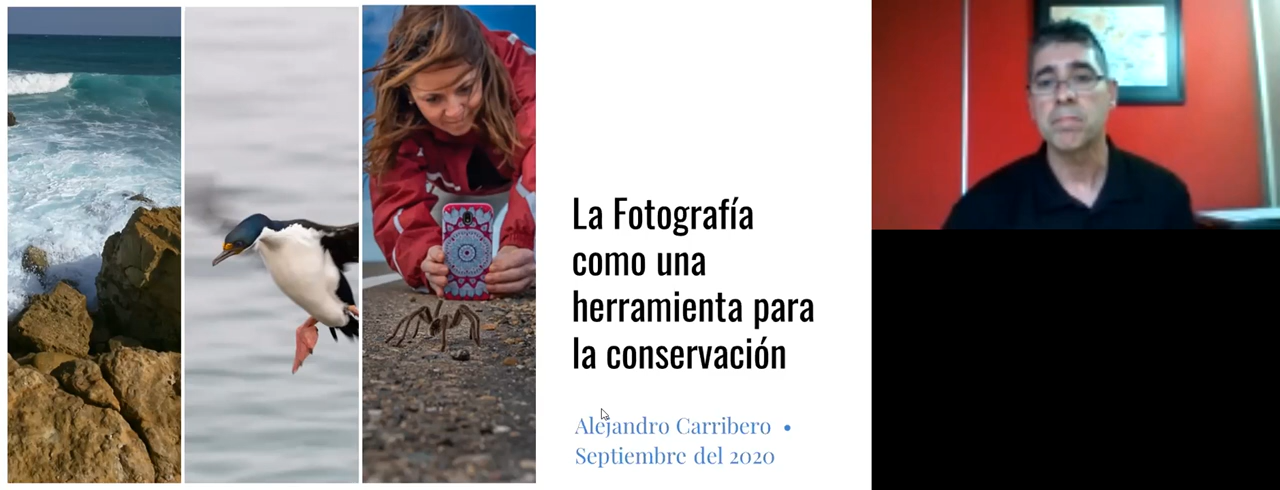 La Fotografía
como una
herramienta para
la conservación
Alejandro Carribero •
Septiembre del 2020